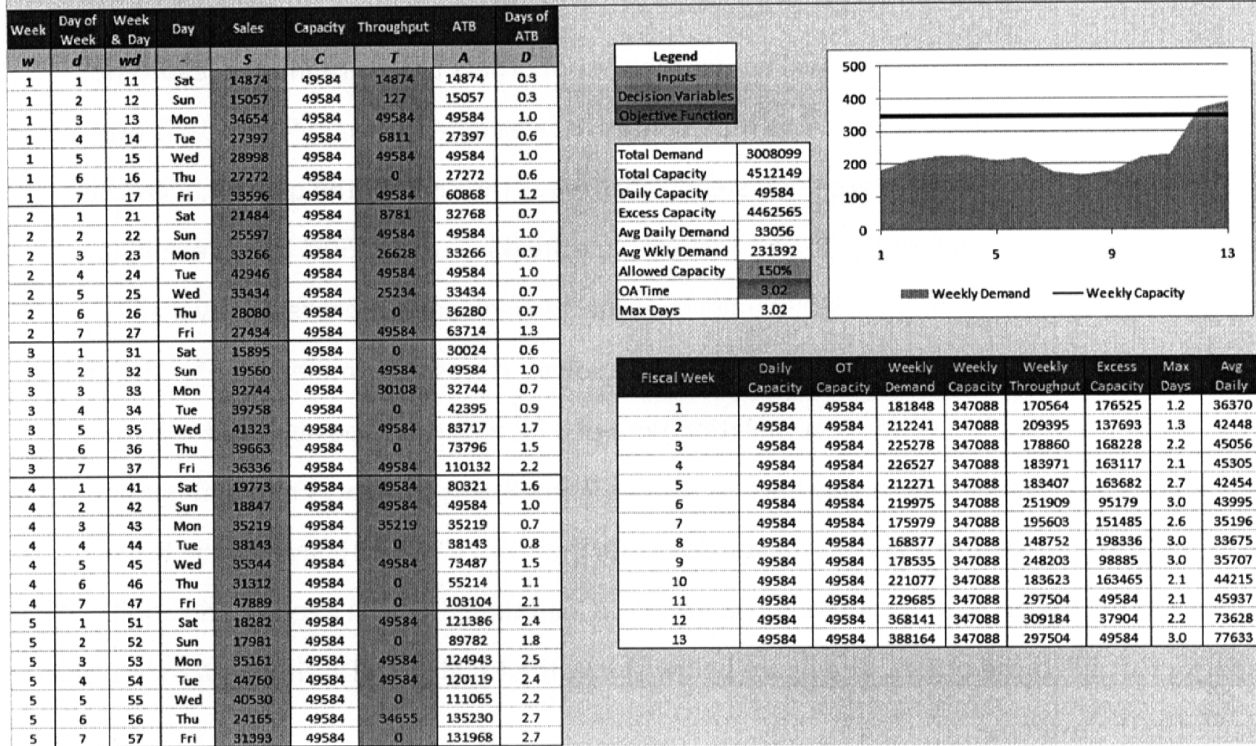 Week Day of Week Week & Day Day Sales Capacity Throughput ATB Days of ATB
w d wd - S C T A D
1 1 11 Sat 14874 49584 14874 14874 0.3
1 2 12 Sun 15057 49584 127 15057 0.3
1 3 13 Mon 34654 49584 49584 49584 1.0
1 4 14 Tue 27397 49584 6811 27397 0.6
1 5 15 Wed 28998 49584 49584 49584 1.0
1 6 16 Thu 27272 49584 0 27272 0.6
1 7 17 Fri 33596 49584 49584 60868 1.2
2 1 21 Sat 21484 49584 8781 32768 0.7
2 2 22 Sun 25597 49584 49584 49584 1.0
2 3 23 Mon 33266 49584 26628 33266 0.7
2 4 24 Tue 42946 49584 49584 49584 1.0
2 5 25 Wed 33434 49584 25234 33434 0.7
2 6 26 Thu 28080 49584 0 36280 0.7
2 7 27 Fri 27434 49584 49584 63714 1.3
3 1 31 Sat 15895 49584 0 30024 0.6
3 2 32 Sun 19560 49584 49584 49584 1.0
3 3 33 Mon 32744 49584 30108 32744 0.7
3 4 34 Tue 39758 49584 0 42395 0.9
3 5 35 Wed 41323 49584 49584 83717 1.7
3 6 36 Thu 39663 49584 0 73796 1.5
3 7 37 Fri 36336 49584 49584 110132 2.2
4 1 41 Sat 19773 49584 49584 80321 1.6
4 2 42 Sun 18847 49584 49584 49584 1.0
4 3 43 Mon 35219 49584 35219 35219 0.7
4 4 44 Tue 38143 49584 0 38143 0.8
4 5 45 Wed 35344 49584 49584 73487 1.5
4 6 46 Thu 31312 49584 0 55214 1.1
4 7 47 Fri 47889 49584 0 103104 2.1
5 1 51 Sat 18282 49584 49584 121386 2.4
5 2 52 Sun 17981 49584 0 89782 1.8
5 3 53 Mon 35161 49584 49584 124943 2.5
5 4 54 Tue 44760 49584 49584 120119 2.4
5 5 55 Wed 40530 49584 0 111065 2.2
5 6 56 Thu 24165 49584 34655 135230 2.7
5 7 57 Fri 31393 49584 0 131968 2.7
Legend
Inputs
Decision Variables
Objective Function
Total Demand 3008099
Total Capacity 4512149
Daily Capacity 49584
Excess Capacity 4462565
Avg Daily Demand 33056
Avg Wkly Demand 231392
Allowed Capacity 150%
OA Time 3.02
Max Days 3.02
500
400
300
200
100
0
1 5 9 13
Weekly Demand Weekly Capacity
Fiscal Week Daily Capacity OT Capacity Weekly Demand Weekly Capacity Weekly Throughput Excess Capacity Max Days Avg Daily
1 49584 49584 181848 347088 170564 176525 1.2 36370
2 49584 49584 212241 347088 209395 137693 1.3 42448
3 49584 49584 225278 347088 178860 168228 2.2 45056
4 49584 49584 226527 347088 183971 163117 2.1 45305
5 49584 49584 212271 347088 183407 163682 2.7 42454
6 49584 49584 219975 347088 251909 95179 3.0 43995
7 49584 49584 175979 347088 195603 151485 2.6 35196
8 49584 49584 168377 347088 148752 198336 3.0 33675
9 49584 49584 178535 347088 248203 98885 3.0 35707
10 49584 49584 221077 347088 183623 163465 2.1 44215
11 49584 49584 229685 347088 297504 49584 2.1 45937
12 49584 49584 368141 347088 309184 37904 2.2 73628
13 49584 49584 388164 347088 297504 49584 3.0 77633